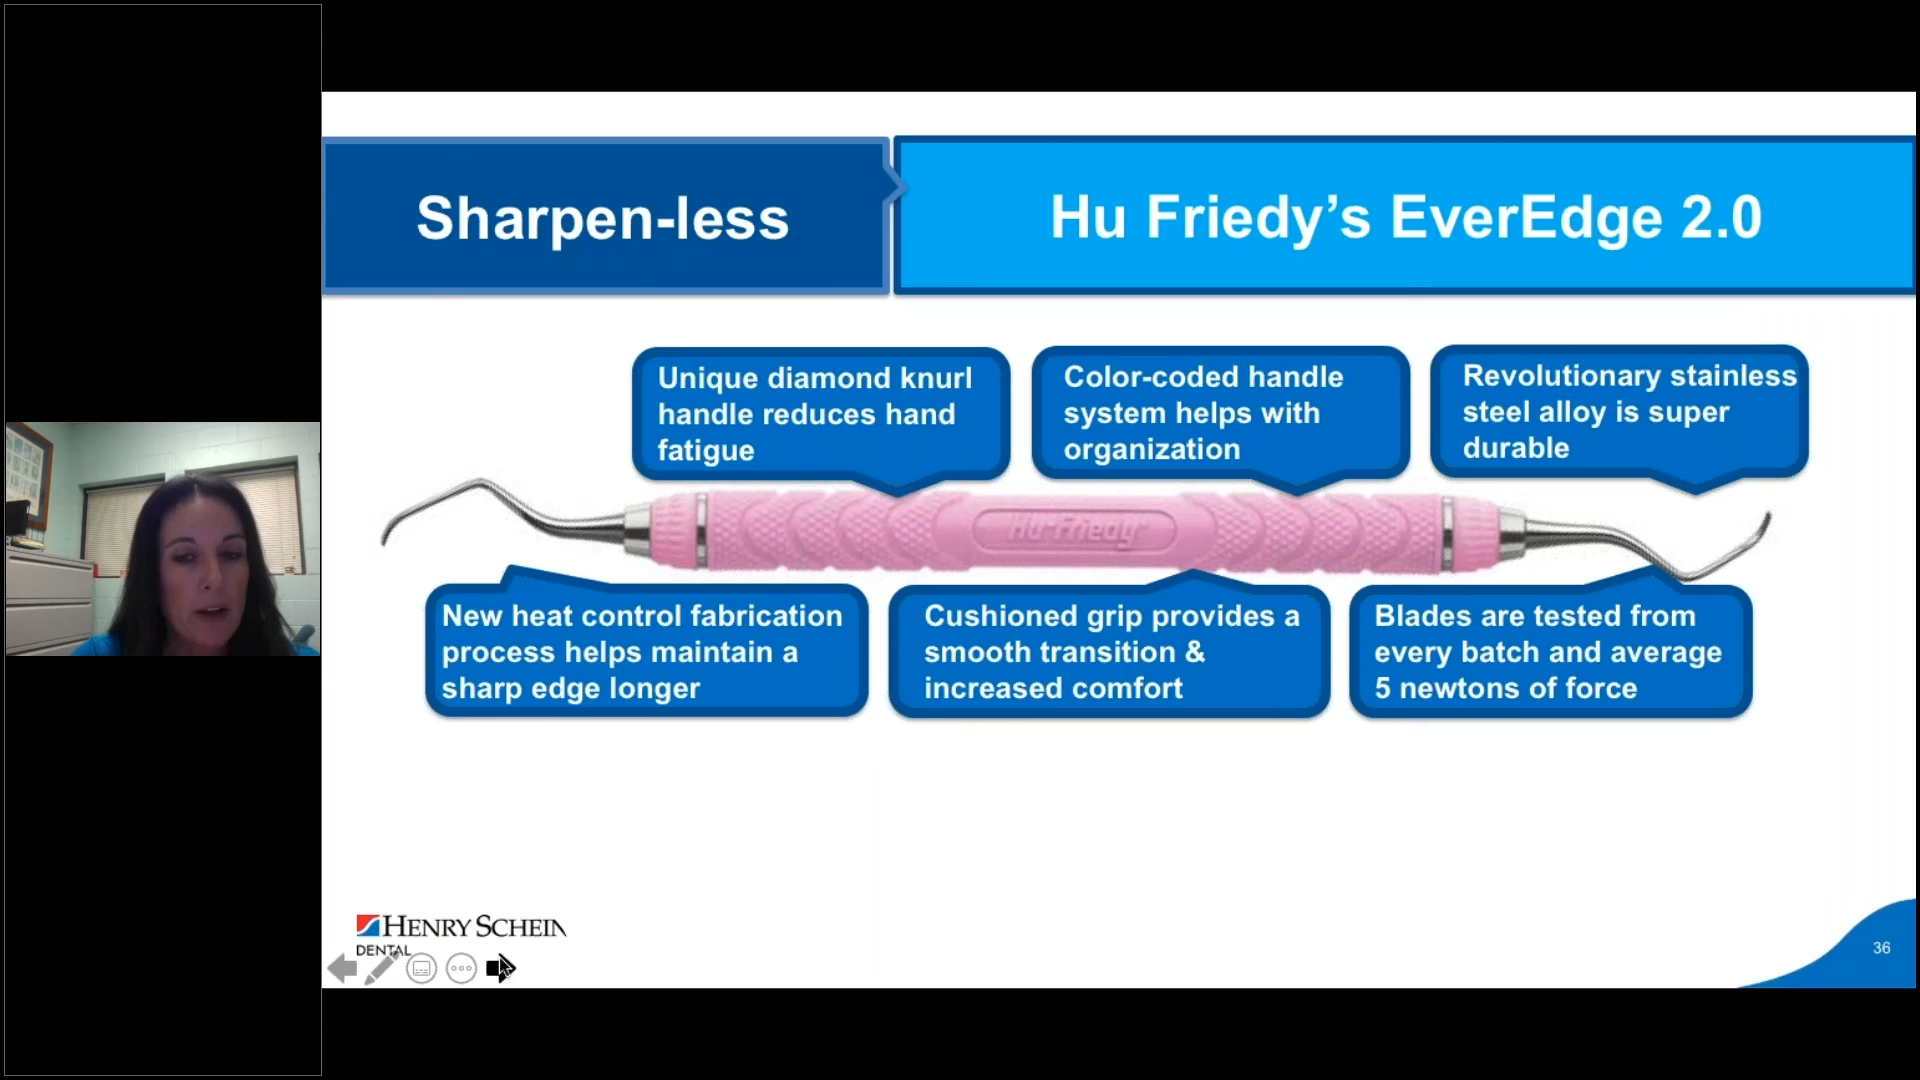 Sharpen-less
Hu Friedy’s EverEdge 2.0
Unique diamond knurl
handle reduces hand
fatigue
Color-coded handle
system helps with
organization
Revolutionary stainless
steel alloy is super
durable
Hu-Friedy
New heat control fabrication
process helps maintain a
sharp edge longer
Cushioned grip provides a
smooth transition &
increased comfort
Blades are tested from
every batch and average
5 newtons of force
HENRY SCHEIN
DENTAL
36